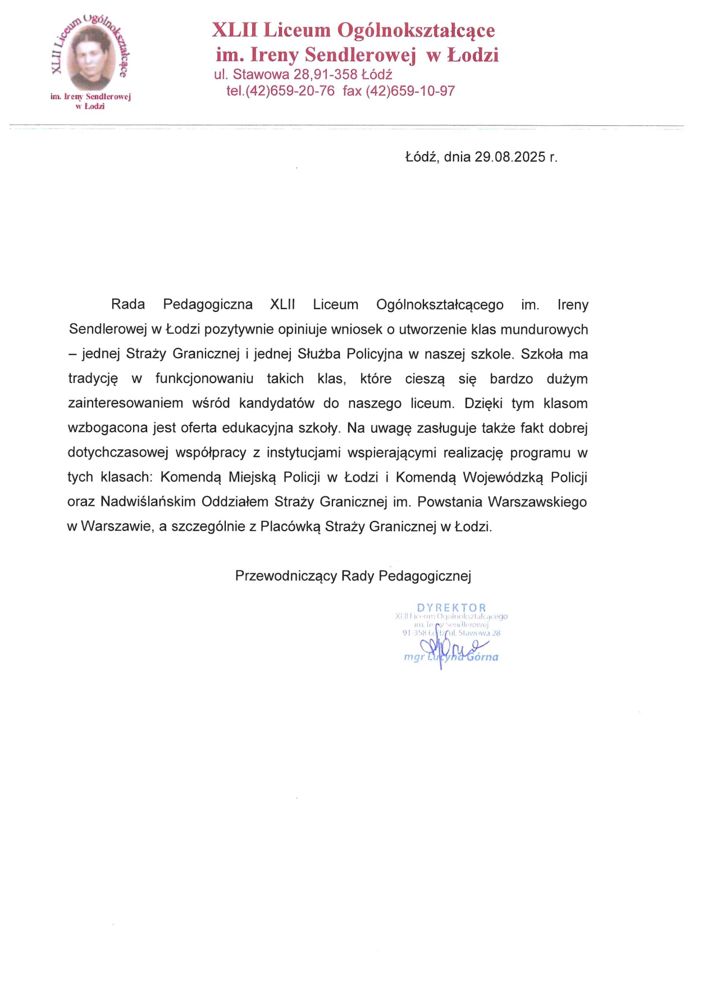 XLII Liceum Ogólnokształcące
im. Ireny Sendlerowej
w Łodzi
XLII Liceum Ogólnokształcące
im. Ireny Sendlerowej w Łodzi
ul. Stawowa 28,91-358 Łódź
tel.(42)659-20-76 fax (42)659-10-97
Łódź, dnia 29.08.2025 r.
Rada Pedagogiczna XLII Liceum Ogólnokształcącego im. Ireny
Sendlerowej w Łodzi pozytywnie opiniuje wniosek o utworzenie klas mundurowych
– jednej Straży Granicznej i jednej Służba Policyjna w naszej szkole. Szkoła ma
tradycję w funkcjonowaniu takich klas, które cieszą się bardzo dużym
zainteresowaniem wśród kandydatów do naszego liceum. Dzięki tym klasom
wzbogacona jest oferta edukacyjna szkoły. Na uwagę zasługuje także fakt dobrej
dotychczasowej współpracy z instytucjami wspierającymi realizację programu w
tych klasach: Komendą Miejską Policji w Łodzi i Komendą Wojewódzką Policji
oraz Nadwiślańskim Oddziałem Straży Granicznej im. Powstania Warszawskiego
w Warszawie, a szczególnie z Placówką Straży Granicznej w Łodzi.
Przewodniczący Rady Pedagogicznej
DYREKTOR
XLII Liceum Ogólnokształcącego
im. Ireny Sendlerowej
91-358 Łódź, ul. Stawowa 28
mgr Lucyna Górna